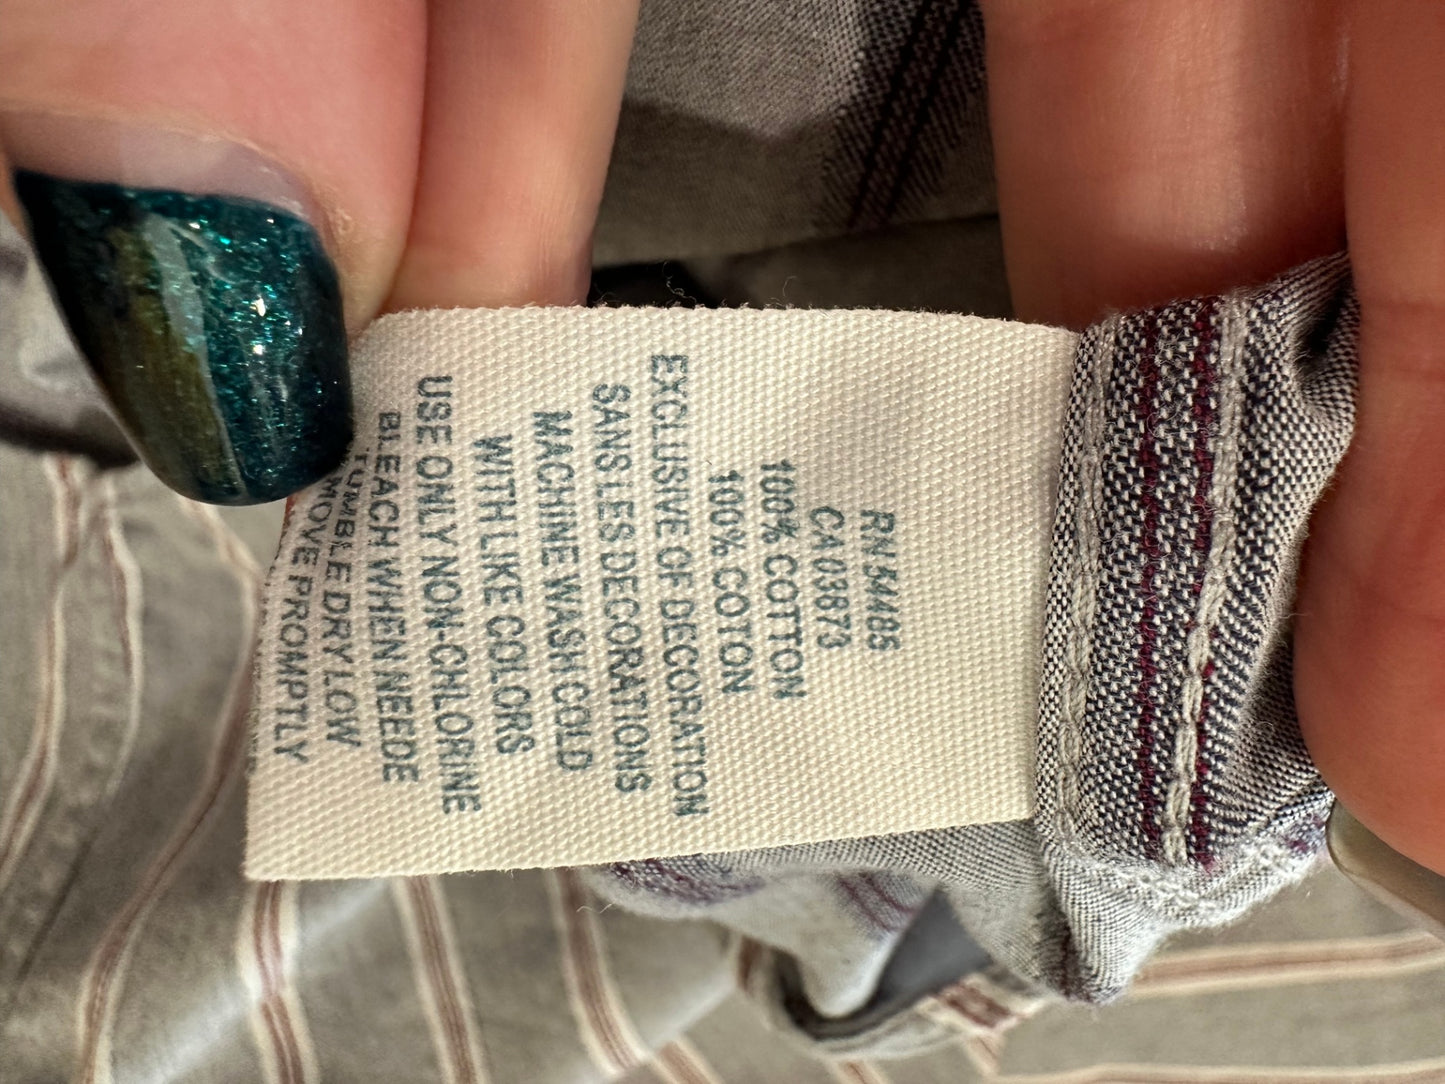 RN 54485
CA 03873
100% COTTON
100% COTON
EXCLUSIVE OF DECORATION
SANS LES DECORATIONS
MACHINE WASH COLD
WITH LIKE COLORS
USE ONLY NON-CHLORINE
BLEACH WHEN NEEDE
TUMBLE DRY LOW
MOVE PROMPTLY